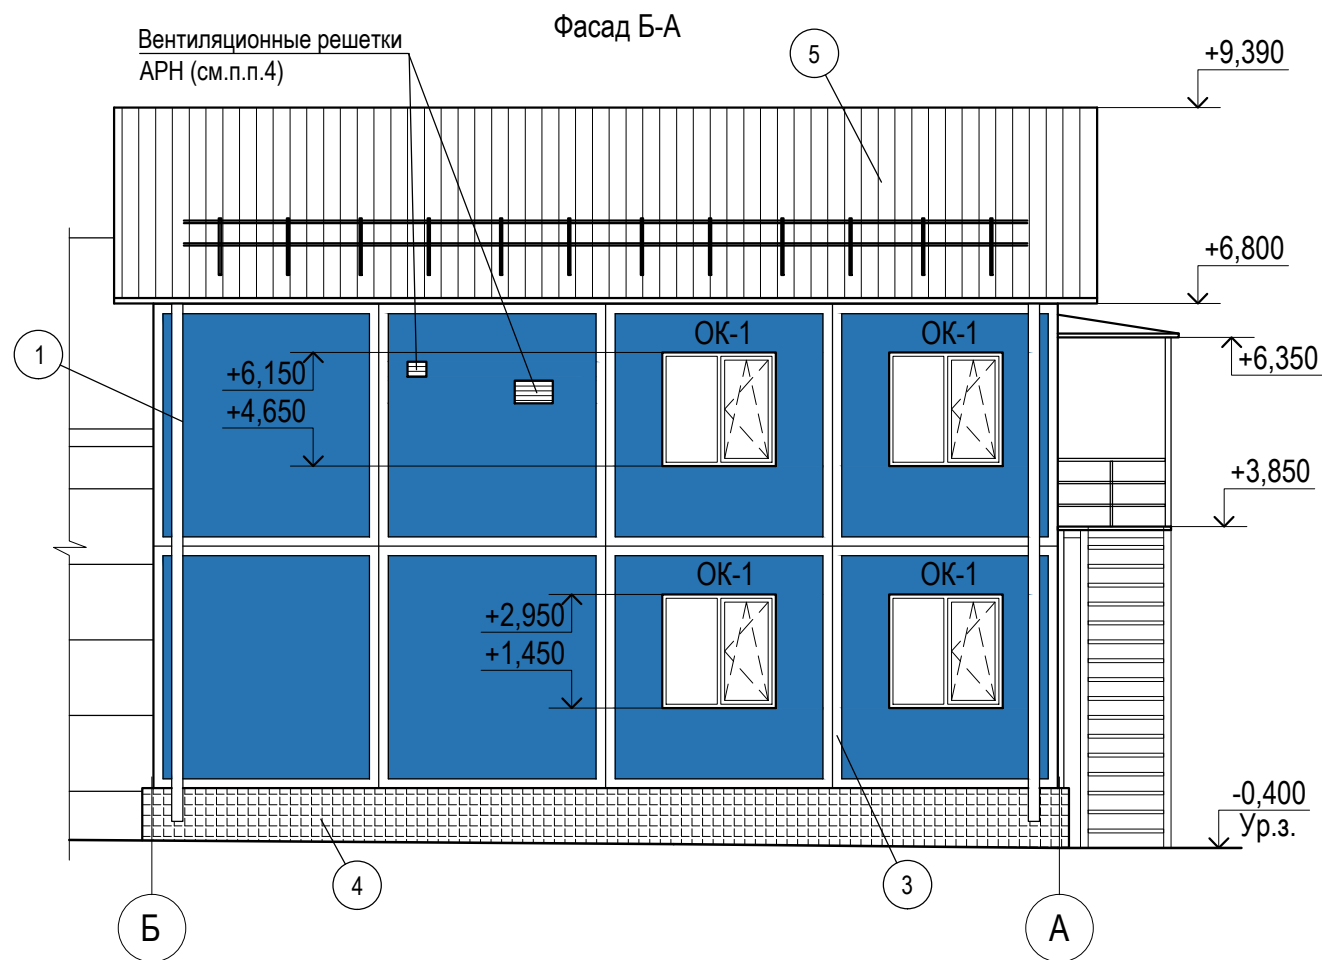 Фасад Б-А
Вентиляционные решетки
АРН (см.п.п.4)
5
+9,390
+6,800
1
ОК-1
ОК-1
+6,150
+4,650
+6,350
+3,850
ОК-1
ОК-1
+2,950
+1,450
-0,400
Ур.з.
4
3
Б
А